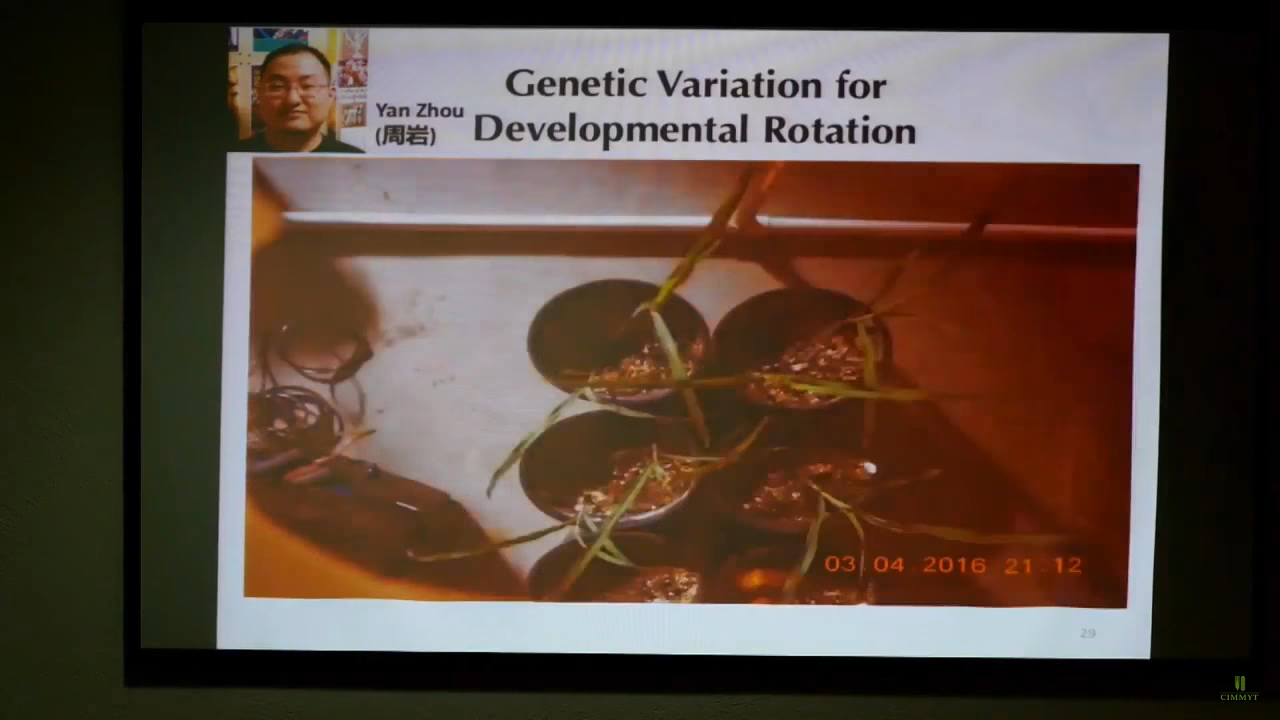 Genetic Variation for
Developmental Rotation
Yan Zhou
(周岩)
03.04.2016 21:12
29
CIMMYT